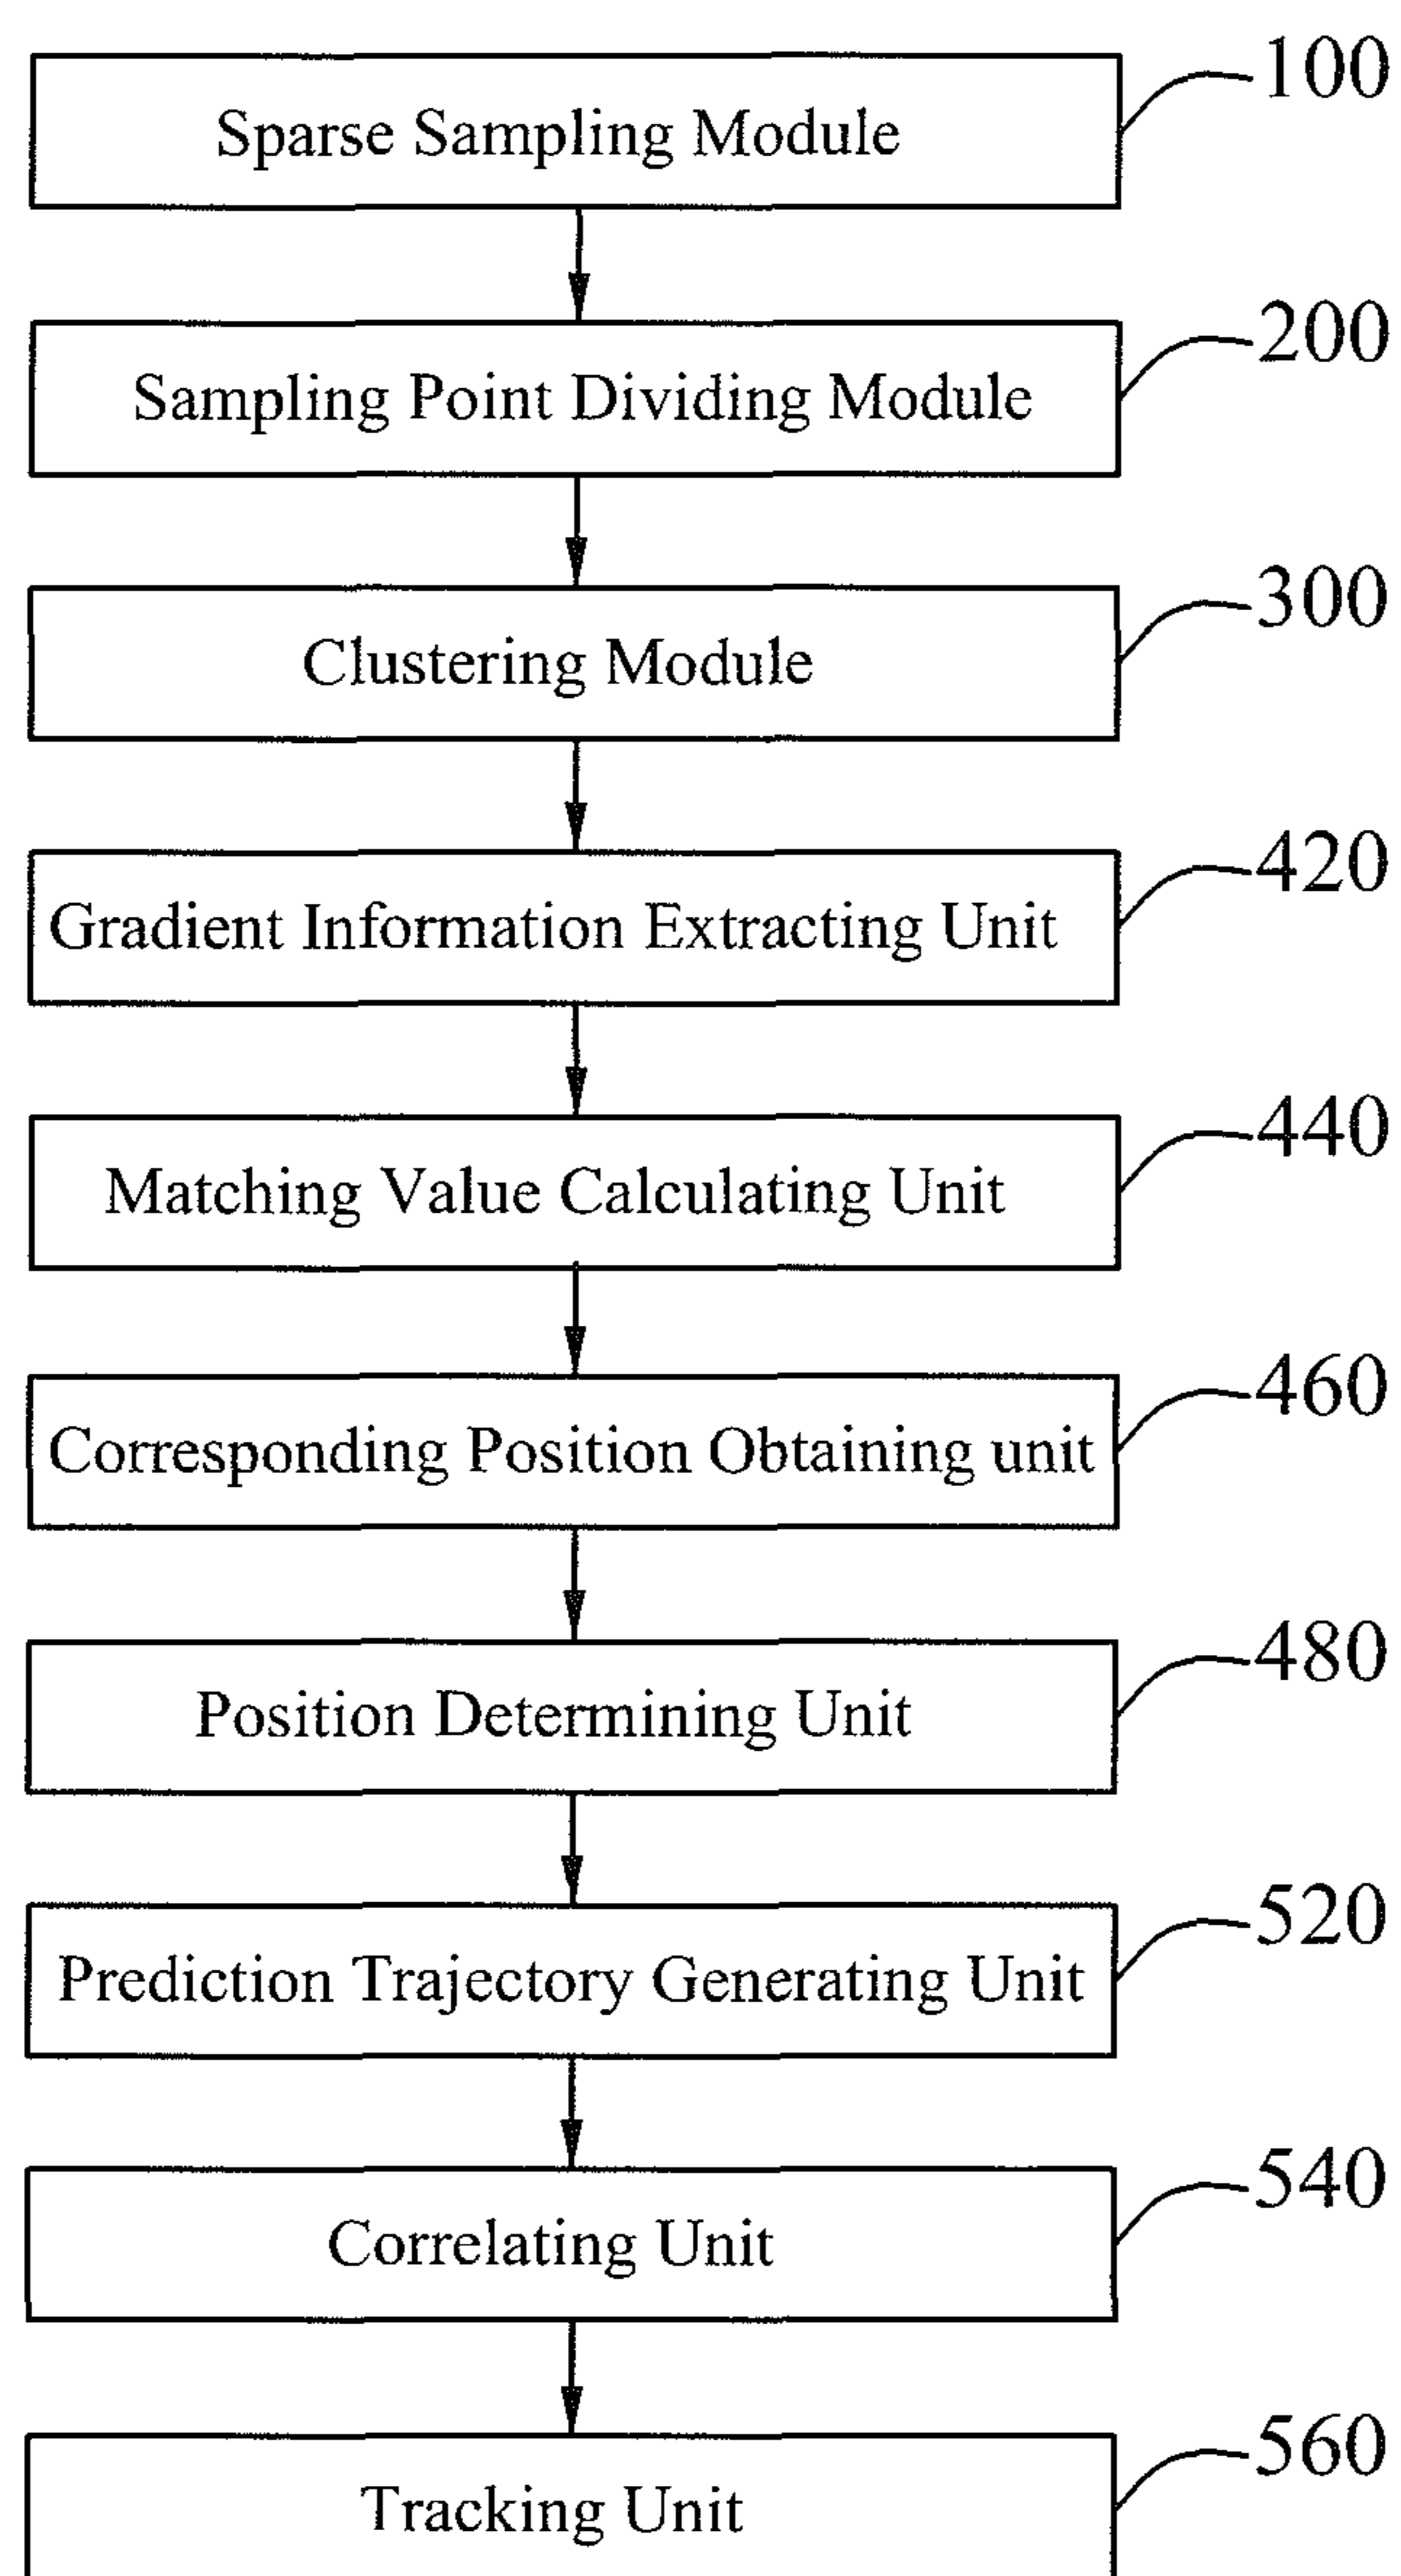 Sparse Sampling Module 100
Sampling Point Dividing Module 200
Clustering Module 300
Gradient Information Extracting Unit 420
Matching Value Calculating Unit 440
Corresponding Position Obtaining unit 460
Position Determining Unit 480
Prediction Trajectory Generating Unit 520
Correlating Unit 540
Tracking Unit 560